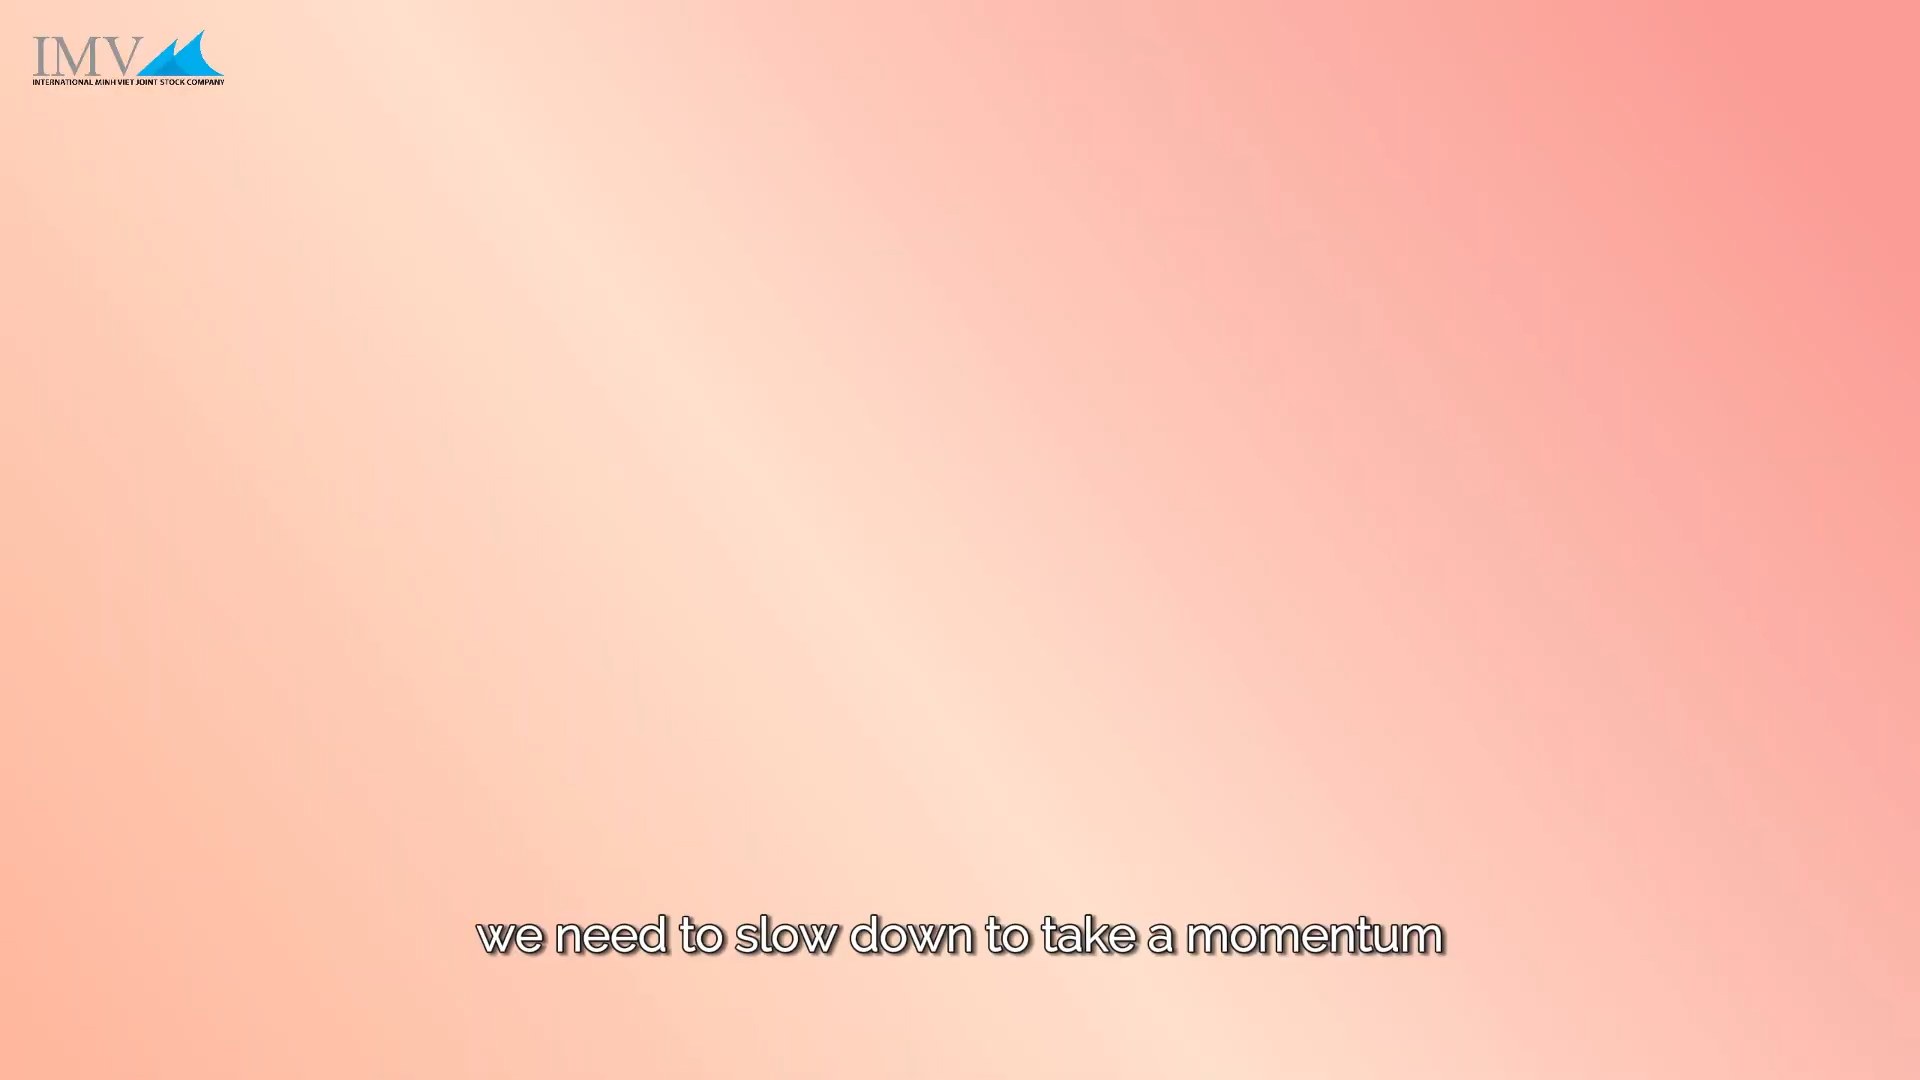 IMV
INTERNATIONAL MINH VIET JOINT STOCK COMPANY
we need to slow down to take a momentum